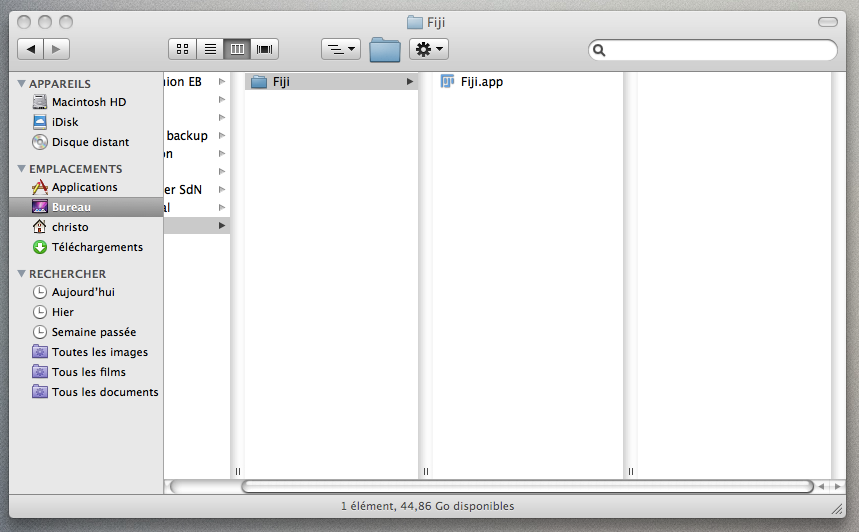 Fiji
APPAREILS
Macintosh HD
iDisk
Disque distant
EMPLACEMENTS
Applications
Bureau
christo
Téléchargements
RECHERCHER
Aujourd'hui
Hier
Semaine passée
Toutes les images
Tous les films
Tous les documents
ion EB
backup
on
er SdN
al
Fiji
Fiji.app
1 élément, 44,86 Go disponibles